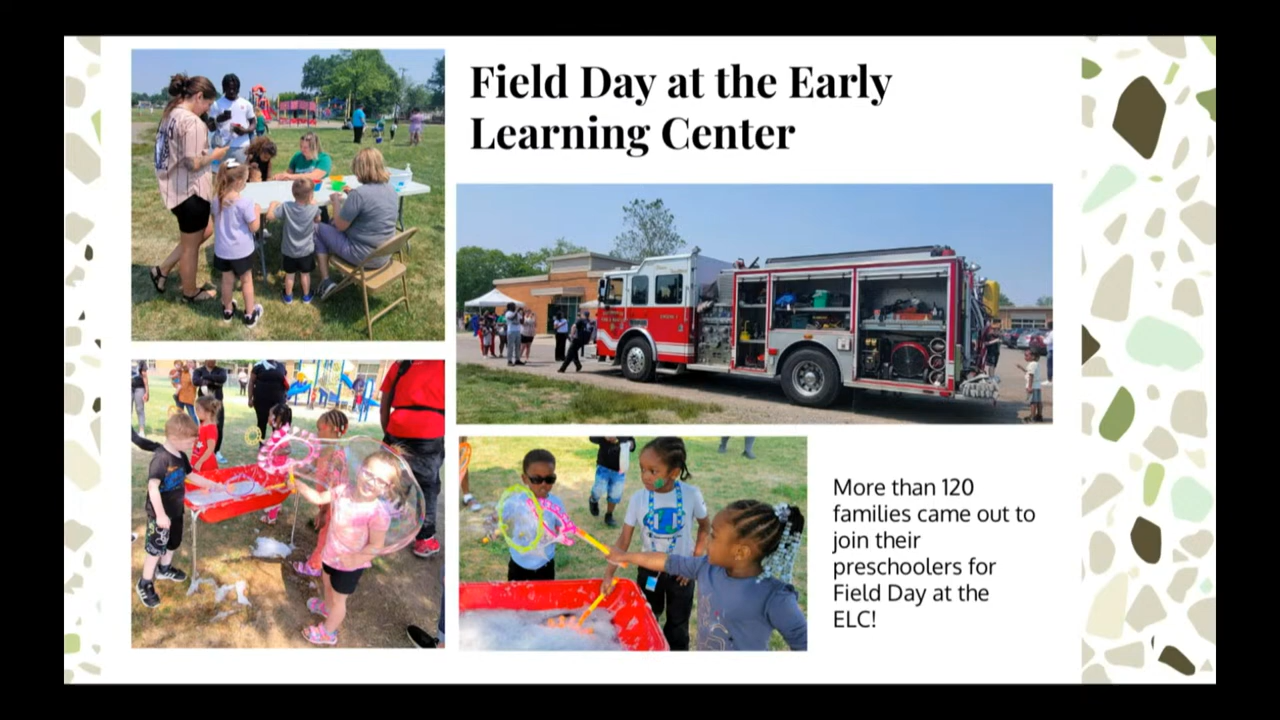 Field Day at the Early
Learning Center
More than 120
families came out to
join their
preschoolers for
Field Day at the
ELC!